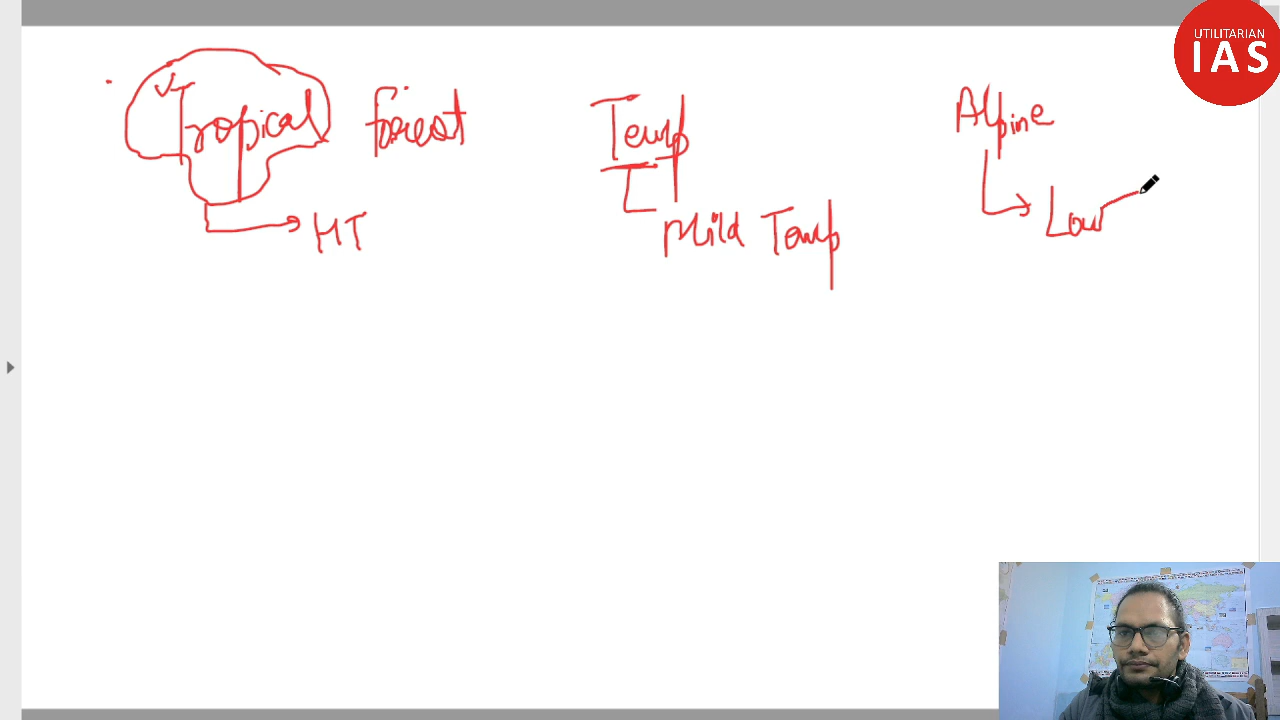 UTILITARIAN
IAS
Tropical forest
Temp
Alpine
HT
Mild Temp
Low